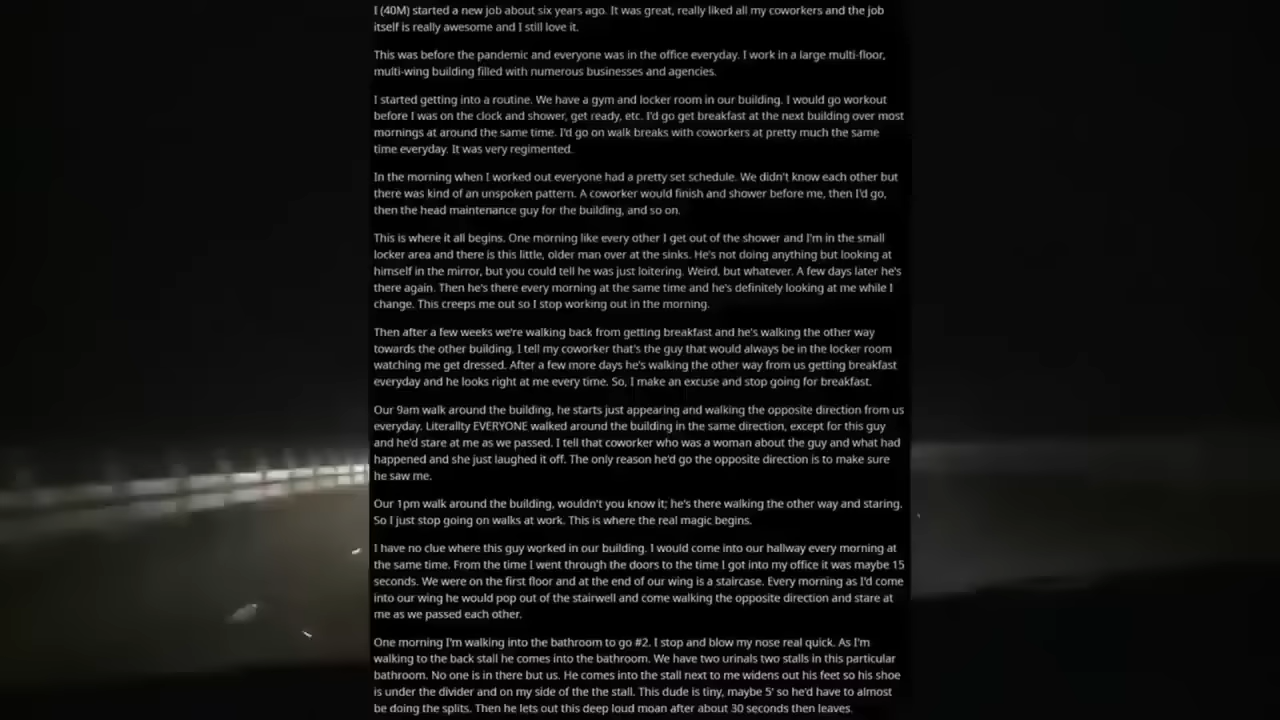 I (40M) started a new job about six years ago. It was great, really liked all my coworkers and the job
itself is really awesome and I still love it.
This was before the pandemic and everyone was in the office everyday. I work in a large multi-floor,
multi-wing building filled with numerous businesses and agencies.
I started getting into a routine. We have a gym and locker room in our building. I would go workout
before I was on the clock and shower, get ready, etc. I'd go get breakfast at the next building over most
mornings at around the same time. I'd go on walk breaks with coworkers at pretty much the same
time everyday. It was very regimented.
In the morning when I worked out everyone had a pretty set schedule. We didn't know each other but
there was kind of an unspoken pattern. A coworker would finish and shower before me, then I'd go,
then the head maintenance guy for the building, and so on.
This is where it all begins. One morning like every other I get out of the shower and I'm in the small
locker area and there is this little, older man over at the sinks. He's not doing anything but looking at
himself in the mirror, but you could tell he was just loitering. Weird, but whatever. A few days later he's
there again. Then he's there every morning at the same time and he's definitely looking at me while I
change. This creeps me out so I stop working out in the morning.
Then after a few weeks we're walking back from getting breakfast and he's walking the other way
towards the other building. I tell my coworker that's the guy that would always be in the locker room
watching me get dressed. After a few more days he's walking the other way from us getting breakfast
everyday and he looks right at me every time. So, I make an excuse and stop going for breakfast.
Our 9am walk around the building, he starts just appearing and walking the opposite direction from us
everyday. Literallty EVERYONE walked around the building in the same direction, except for this guy
and he'd stare at me as we passed. I tell that coworker who was a woman about the guy and what had
happened and she just laughed it off. The only reason he'd go the opposite direction is to make sure
he saw me.
Our 1pm walk around the building, wouldn't you know it; he's there walking the other way and staring.
So I just stop going on walks at work. This is where the real magic begins.
I have no clue where this guy worked in our building. I would come into our hallway every morning at
the same time. From the time I went through the doors to the time I got into my office it was maybe 15
seconds. We were on the first floor and at the end of our wing is a staircase. Every morning as I'd come
into our wing he would pop out of the stairwell and come walking the opposite direction and stare at
me as we passed each other.
One morning I'm walking into the bathroom to go #2. I stop and blow my nose real quick. As I'm
walking to the back stall he comes into the bathroom. We have two urinals two stalls in this particular
bathroom. No one is in there but us. He comes into the stall next to me widens out his feet so his shoe
is under the divider and on my side of the the stall. This dude is tiny, maybe 5' so he'd have to almost
be doing the splits. Then he lets out this deep loud moan after about 30 seconds then leaves.